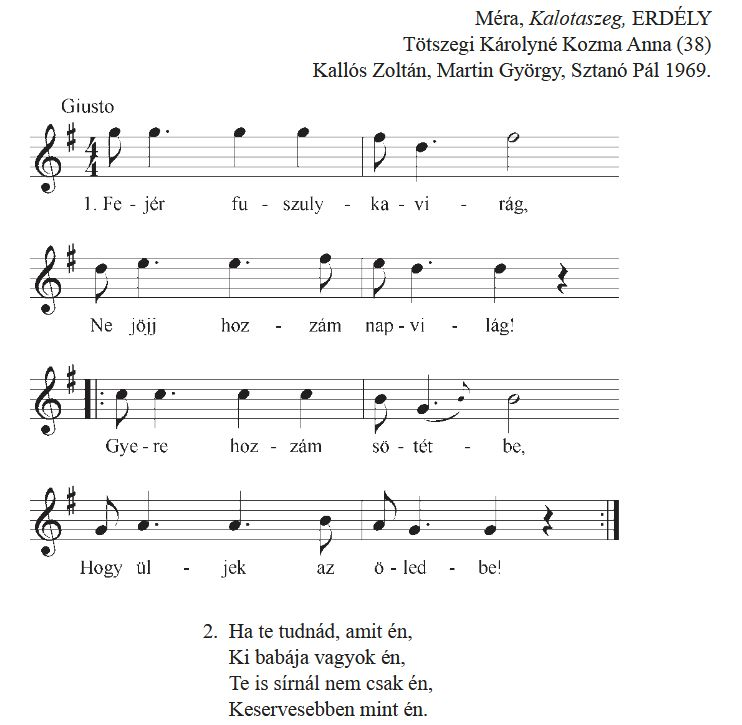 Méra, Kalotaszeg, ERDÉLY
Tötszegi Károlyné Kozma Anna (38)
Kallós Zoltán, Martin György, Sztanó Pál 1969.
Giusto
4
4
1. Fe - jér fu - szuly - ka - vi - rág,
Ne jöjj hoz - zám nap - vi - lág!
Gye - re hoz - zám sö - tét - be,
Hogy ül - jek az ö - led - be!
2. Ha te tudnád, amit én,
Ki babája vagyok én,
Te is sírnál nem csak én,
Keservesebben mint én.